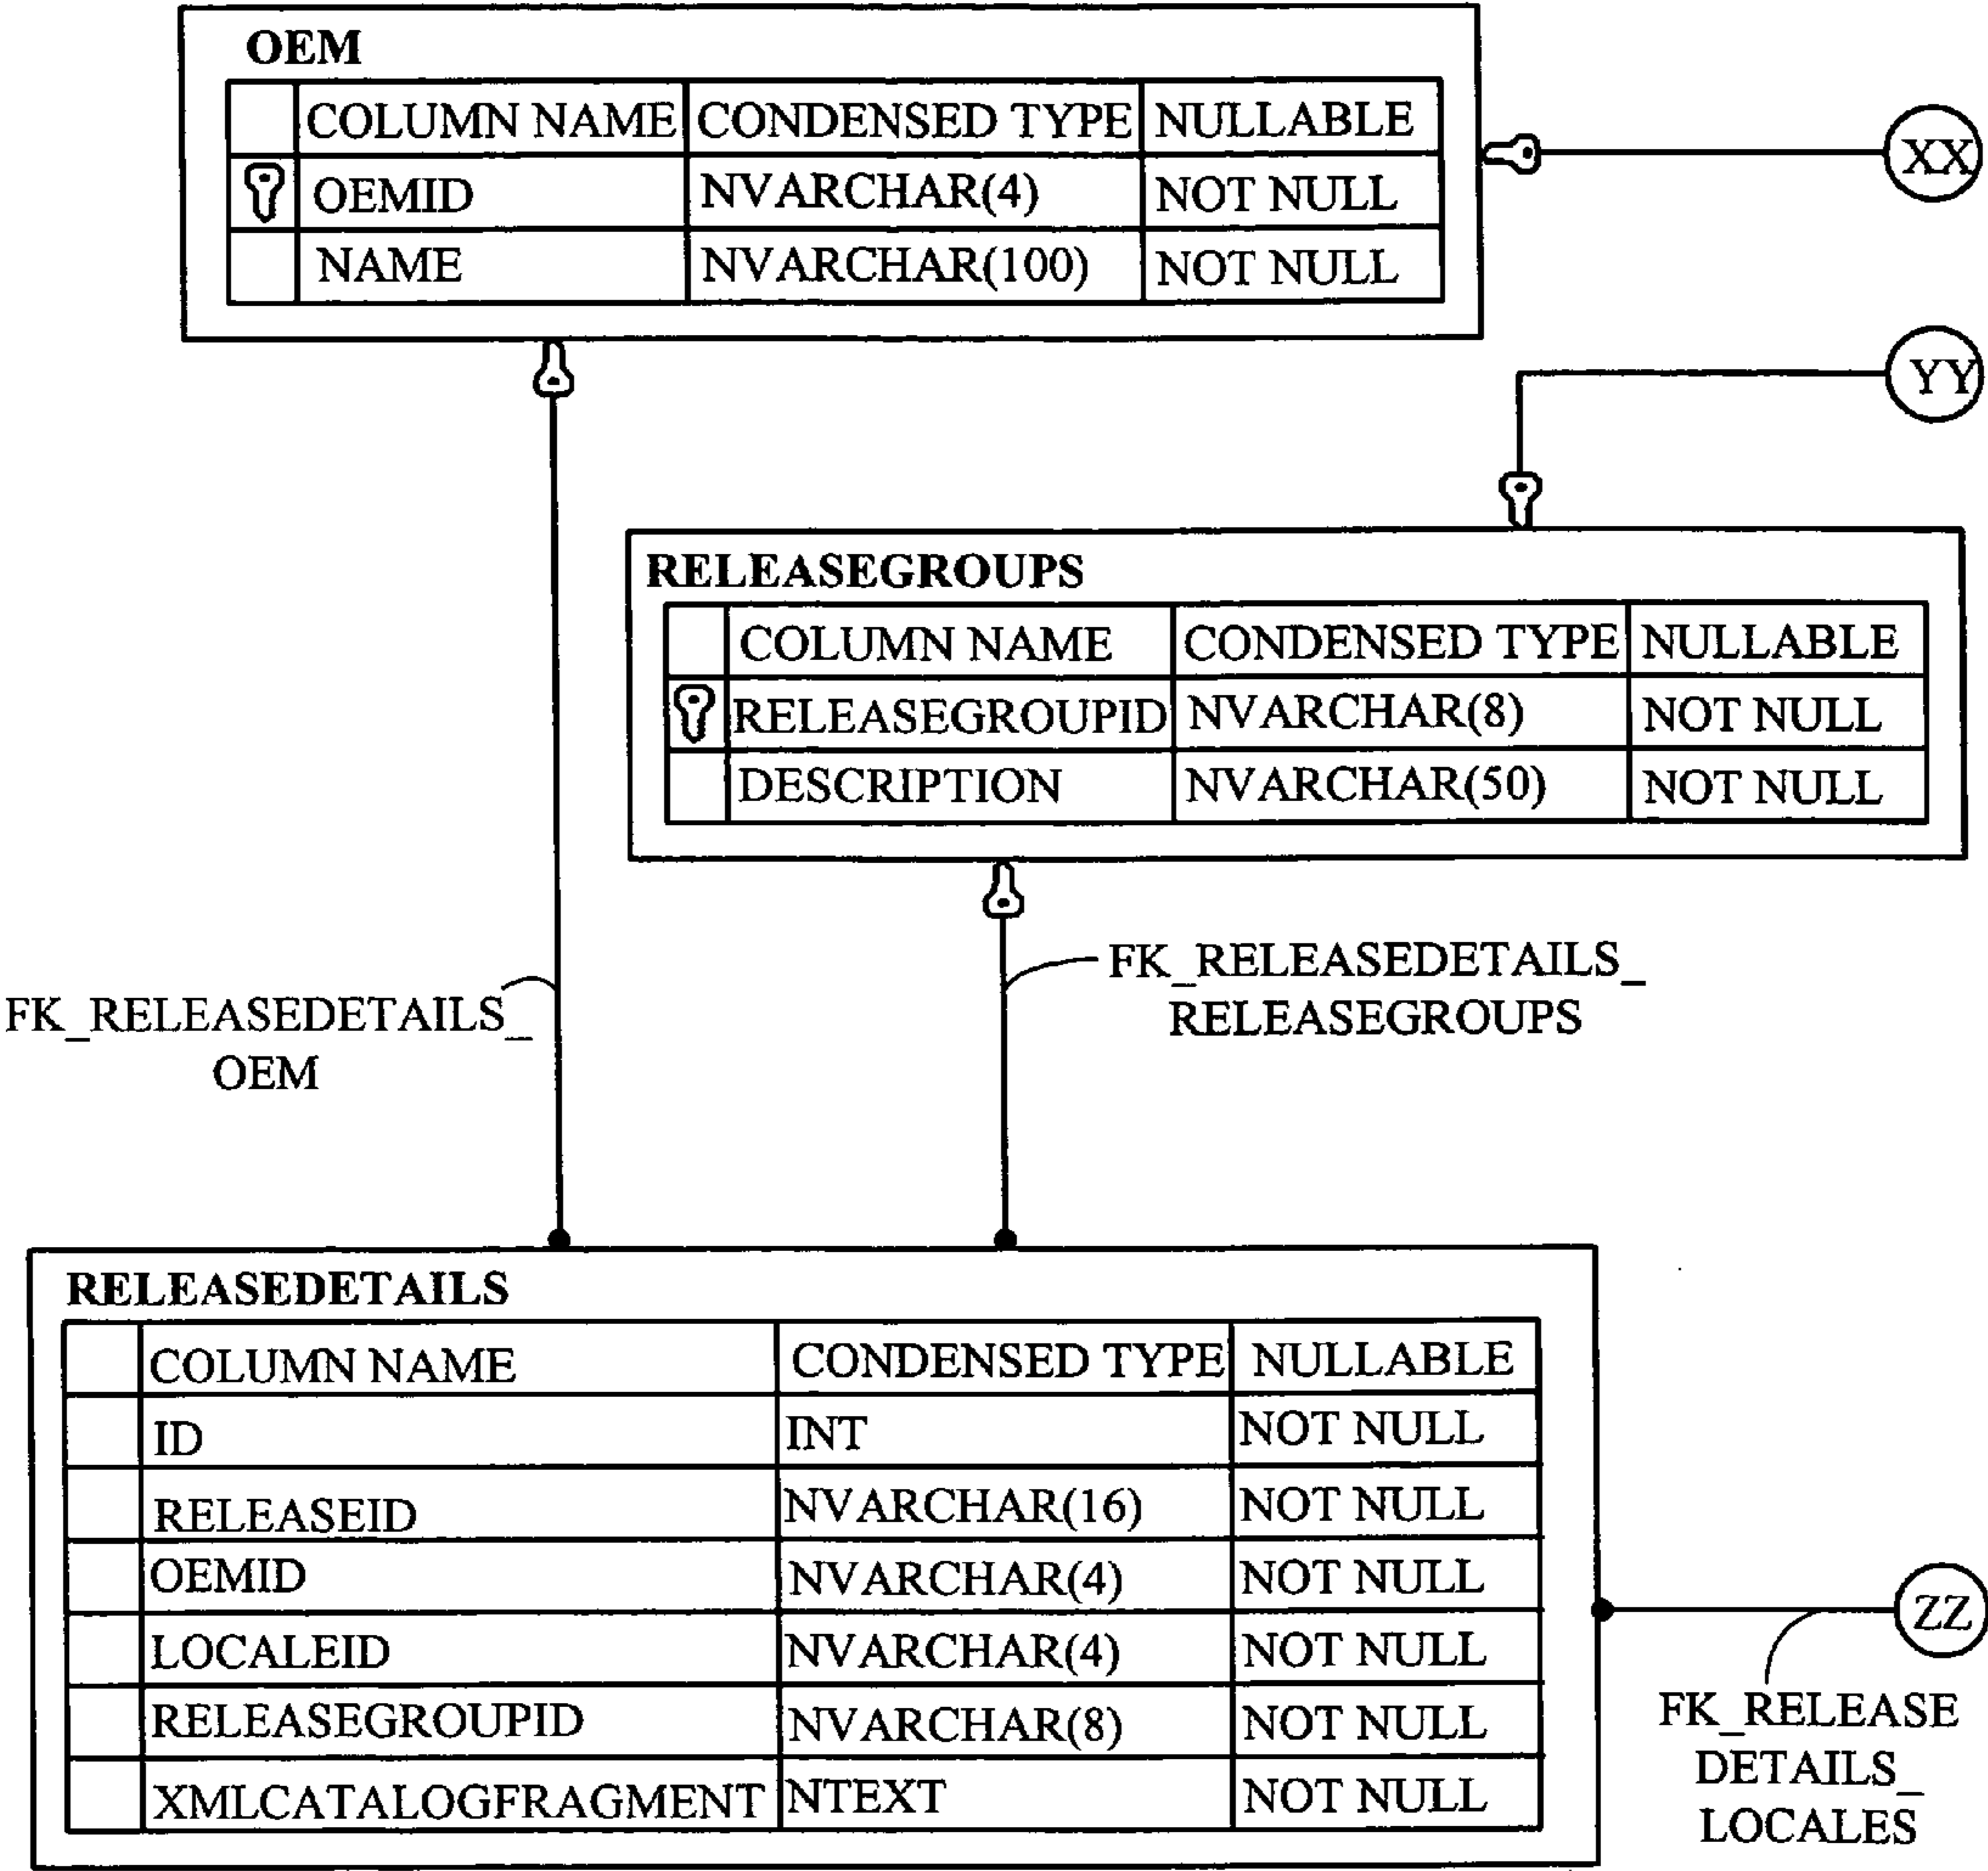 OEM
COLUMN NAME CONDENSED TYPE NULLABLE
OEMID NVARCHAR(4) NOT NULL
NAME NVARCHAR(100) NOT NULL
XX
YY
RELEASEGROUPS
COLUMN NAME CONDENSED TYPE NULLABLE
RELEASEGROUPID NVARCHAR(8) NOT NULL
DESCRIPTION NVARCHAR(50) NOT NULL
FK_RELEASEDETAILS_
OEM
FK_RELEASEDETAILS_
RELEASEGROUPS
RELEASEDETAILS
COLUMN NAME CONDENSED TYPE NULLABLE
ID INT NOT NULL
RELEASEID NVARCHAR(16) NOT NULL
OEMID NVARCHAR(4) NOT NULL
LOCALEID NVARCHAR(4) NOT NULL
RELEASEGROUPID NVARCHAR(8) NOT NULL
XMLCATALOGFRAGMENT NTEXT NOT NULL
ZZ
FK_RELEASE
DETAILS_
LOCALES